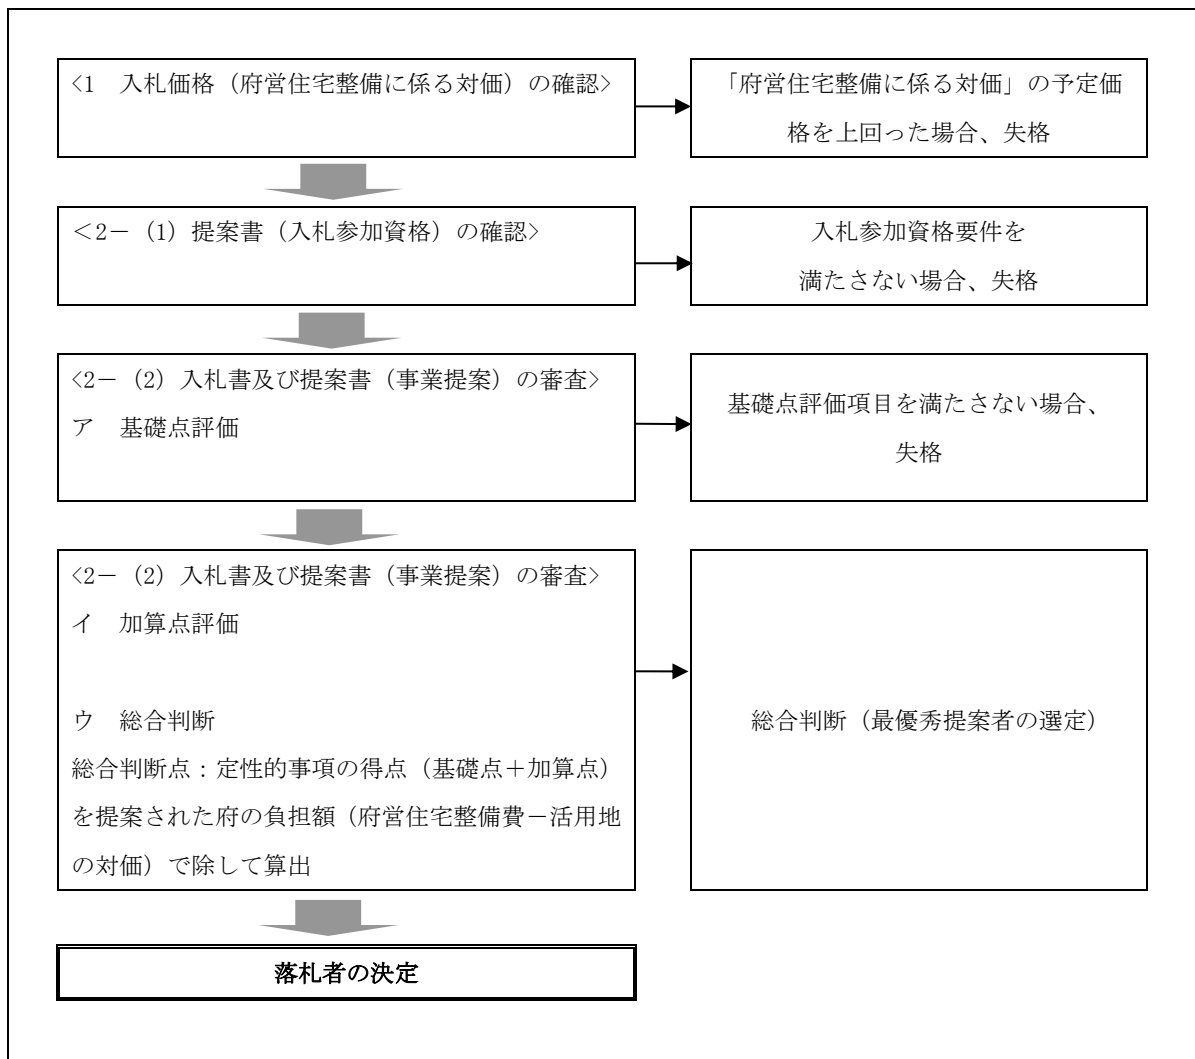 <1　入札価格（府営住宅整備に係る対価）の確認>
「府営住宅整備に係る対価」の予定価
格を上回った場合、失格
＜2－（1）提案書（入札参加資格）の確認>
入札参加資格要件を
満たさない場合、失格
<2－（2）入札書及び提案書（事業提案）の審査>
ア　基礎点評価
基礎点評価項目を満たさない場合、
失格
<2－（2）入札書及び提案書（事業提案）の審査>
イ　加算点評価
ウ　総合判断
総合判断点：定性的事項の得点（基礎点＋加算点）
を提案された府の負担額（府営住宅整備費－活用地
の対価）で除して算出
総合判断（最優秀提案者の選定）
落札者の決定